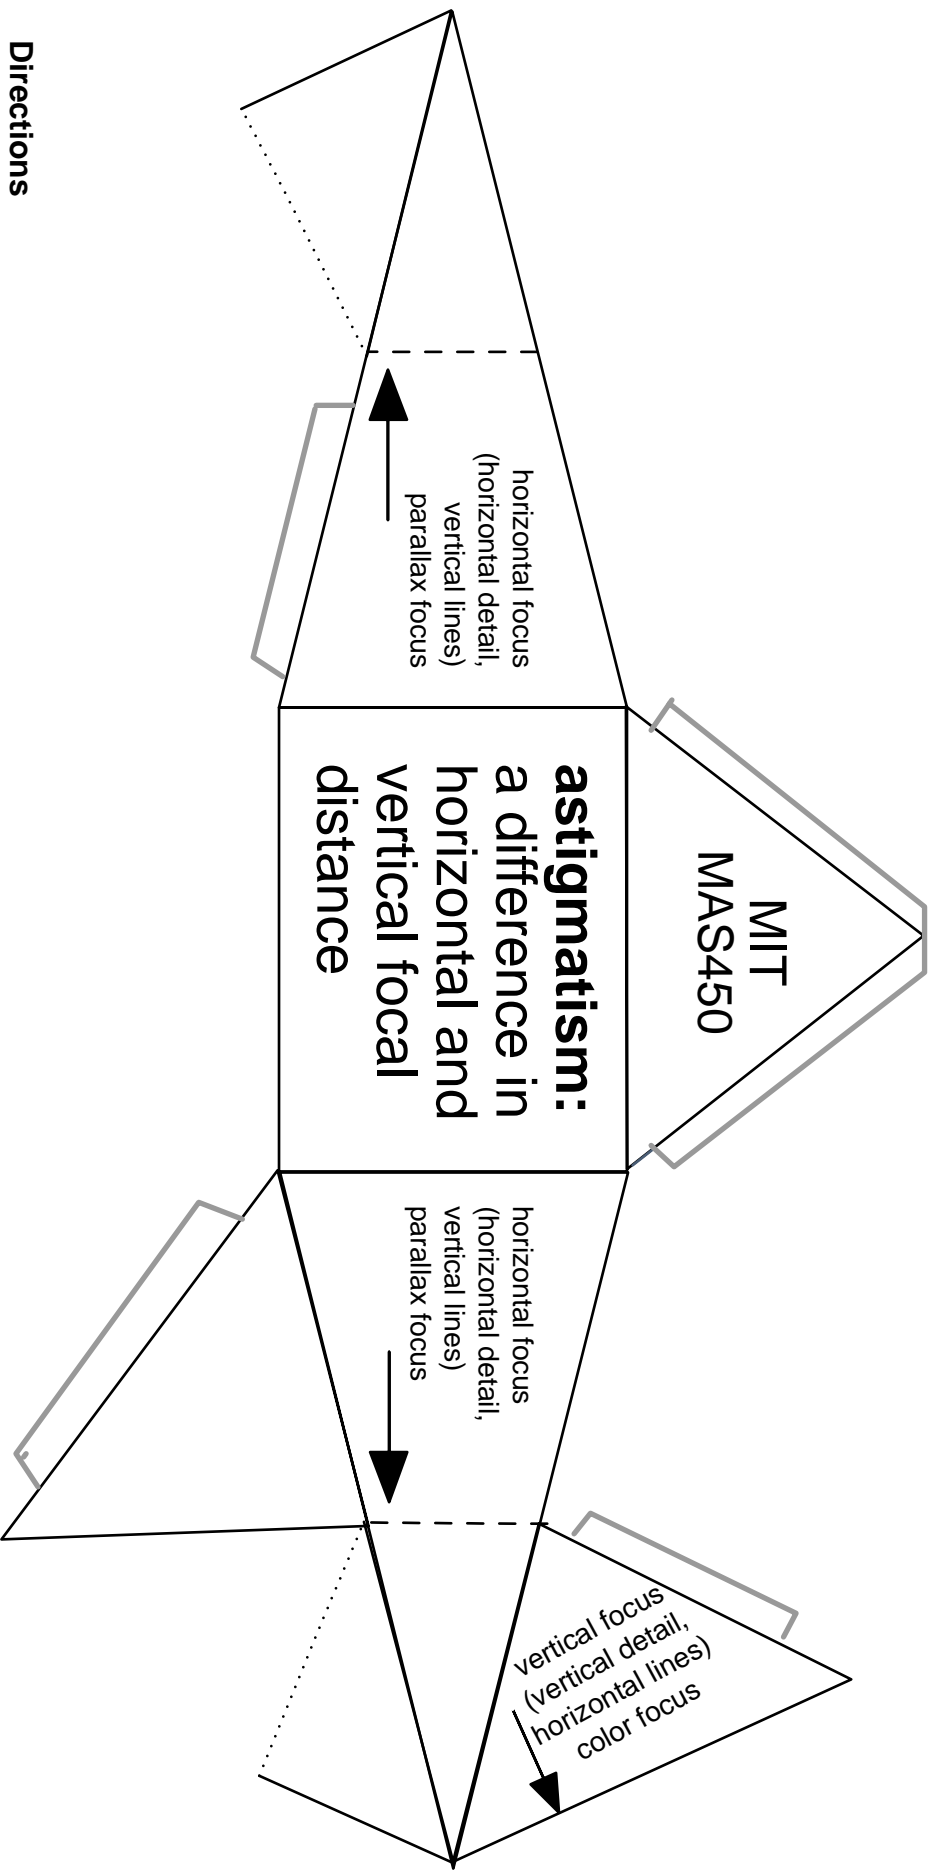 MIT
MAS450
horizontal focus
(horizontal detail,
vertical lines)
parallax focus
astigmatism:
a difference in
horizontal and
vertical focal
distance
horizontal focus
(horizontal detail,
vertical lines)
parallax focus
vertical focus
(vertical detail,
horizontal lines)
color focus
Directions